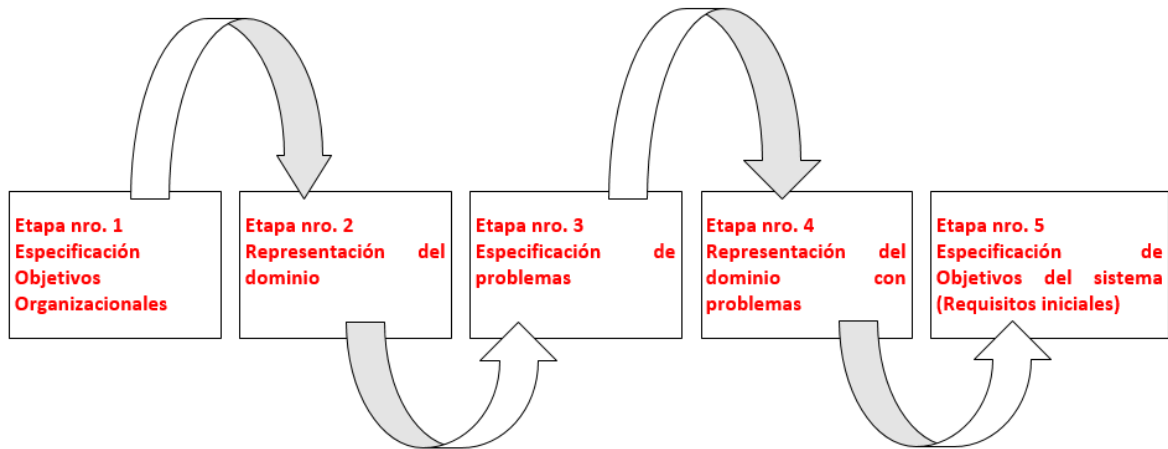 Etapa nro. 1
Especificación
Objetivos
Organizacionales
Etapa nro. 2
Representación del
dominio
Etapa nro. 3
Especificación de
problemas
Etapa nro. 4
Representación del
dominio con
problemas
Etapa nro. 5
Especificación de
Objetivos del sistema
(Requisitos iniciales)